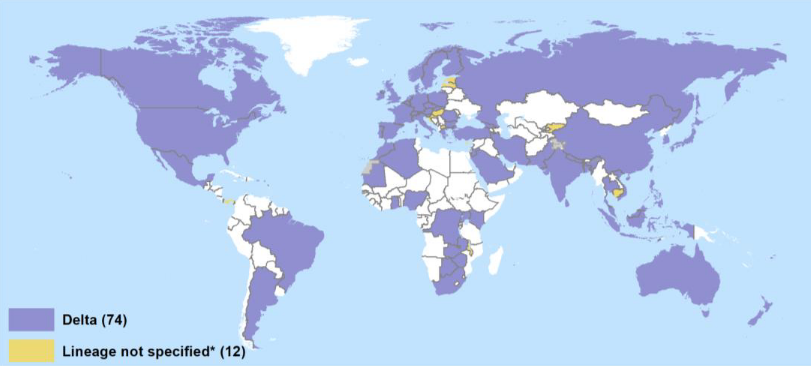 Delta (74)
Lineage not specified* (12)